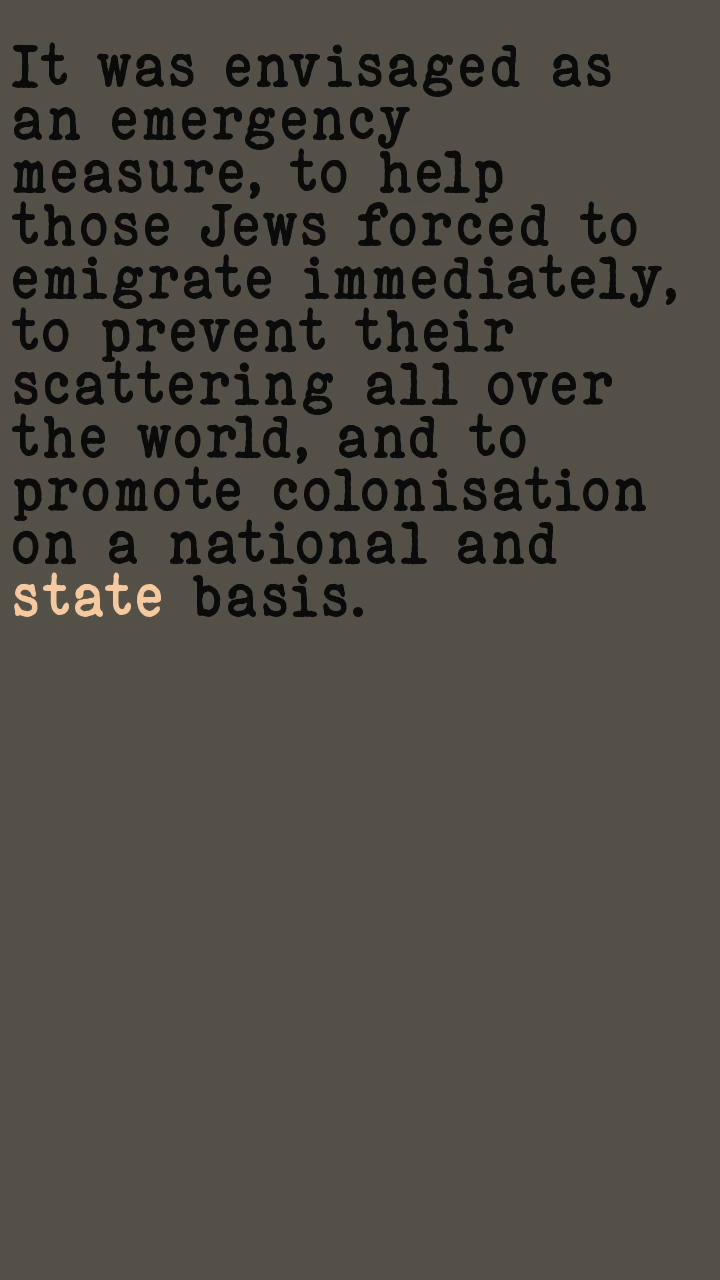 It was envisaged as
an emergency
measure, to help
those Jews forced to
emigrate immediately,
to prevent their
scattering all over
the world, and to
promote colonisation
on a national and
state basis.